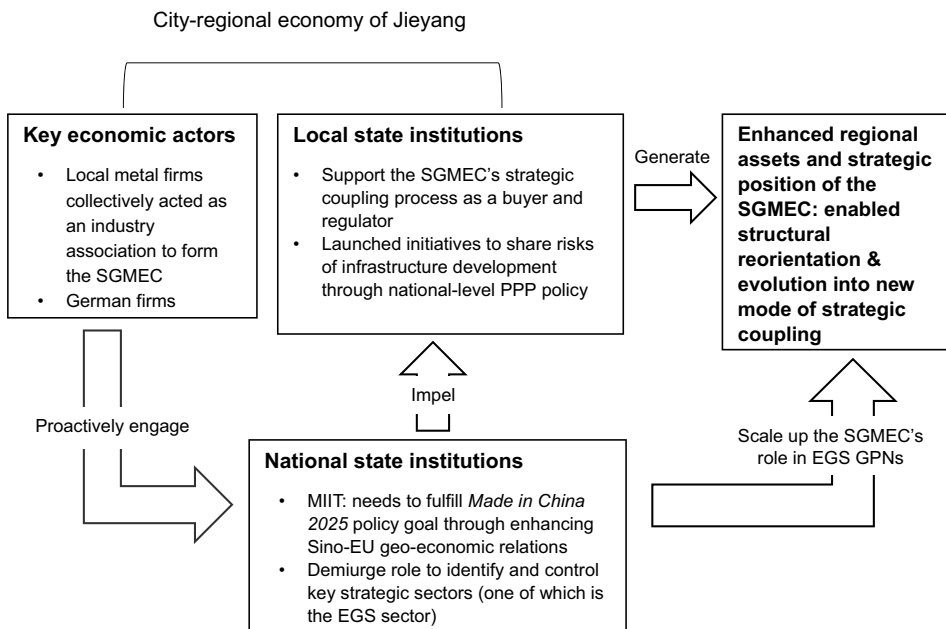 City-regional economy of Jieyang
Key economic actors
• Local metal firms
collectively acted as
an industry
association to form
the SGMEC
• German firms
Local state institutions
• Support the SGMEC's strategic
coupling process as a buyer and
regulator
• Launched initiatives to share risks
of infrastructure development
through national-level PPP policy
Generate
Enhanced regional
assets and strategic
position of the
SGMEC: enabled
structural
reorientation &
evolution into new
mode of strategic
coupling
Proactively engage
Impel
Scale up the SGMEC's
role in EGS GPNs
National state institutions
• MIIT: needs to fulfill Made in China
2025 policy goal through enhancing
Sino-EU geo-economic relations
• Demiurge role to identify and control
key strategic sectors (one of which is
the EGS sector)